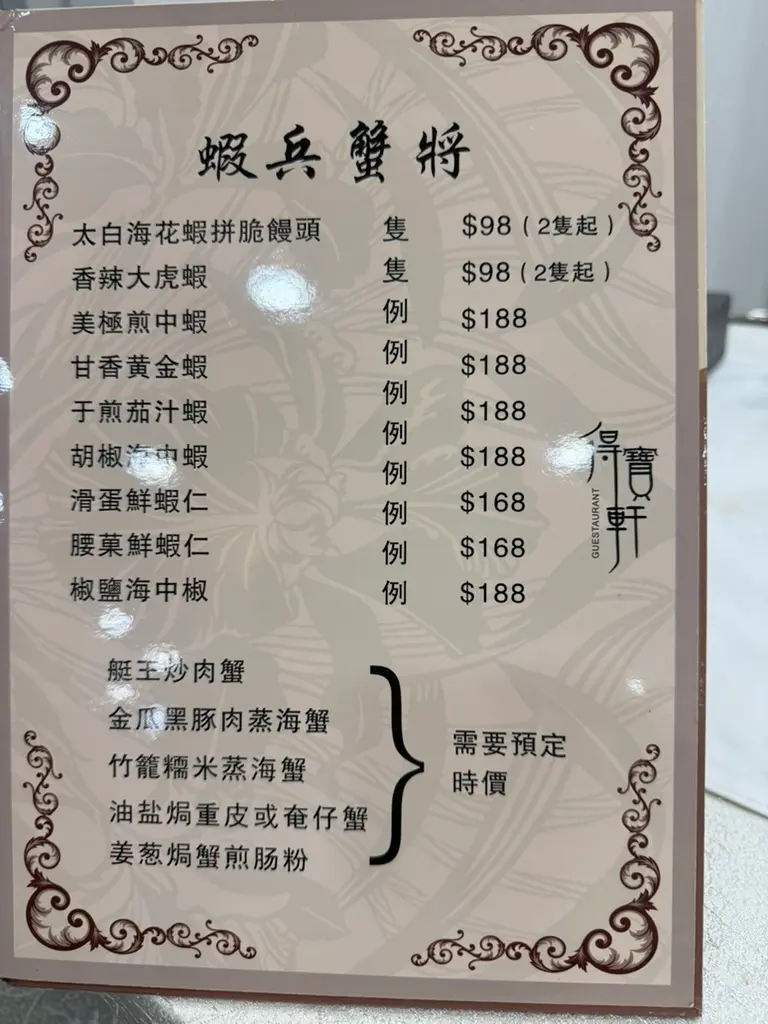 蝦兵蟹將
太白海花蝦拼脆饅頭 隻 $98（2隻起）
香辣大虎蝦 隻 $98（2隻起）
美極煎中蝦 例 $188
甘香黄金蝦 例 $188
于煎茄汁蝦 例 $188
胡椒海中蝦 例 $188
滑蛋鮮蝦仁 例 $168
腰菓鮮蝦仁 例 $168
椒鹽海中椒 例 $188
得寶軒
GUESTAURANT
艇王炒肉蟹
金瓜黑豚肉蒸海蟹
竹籠糯米蒸海蟹
油盐焗重皮或奄仔蟹
姜葱焗蟹煎肠粉
需要預定
時價